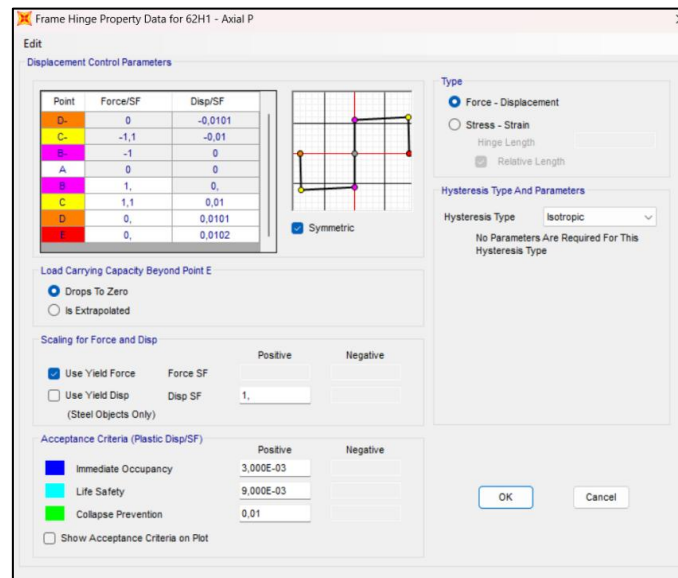 Frame Hinge Property Data for 62H1 - Axial P
Edit
Displacement Control Parameters
Point Force/SF Disp/SF
D- 0 -0,0101
C- -1,1 -0,01
B- -1 0
A 0 0
B 1, 0,
C 1,1 0,01
D 0, 0,0101
E 0, 0,0102
Symmetric
Load Carrying Capacity Beyond Point E
Drops To Zero
Is Extrapolated
Scaling for Force and Disp
Positive Negative
Use Yield Force Force SF
Use Yield Disp Disp SF 1,
(Steel Objects Only)
Acceptance Criteria (Plastic Disp/SF)
Positive Negative
Immediate Occupancy 3,000E-03
Life Safety 9,000E-03
Collapse Prevention 0,01
Show Acceptance Criteria on Plot
Type
Force - Displacement
Stress - Strain
Hinge Length
Relative Length
Hysteresis Type And Parameters
Hysteresis Type Isotropic
No Parameters Are Required For This
Hysteresis Type
OK Cancel